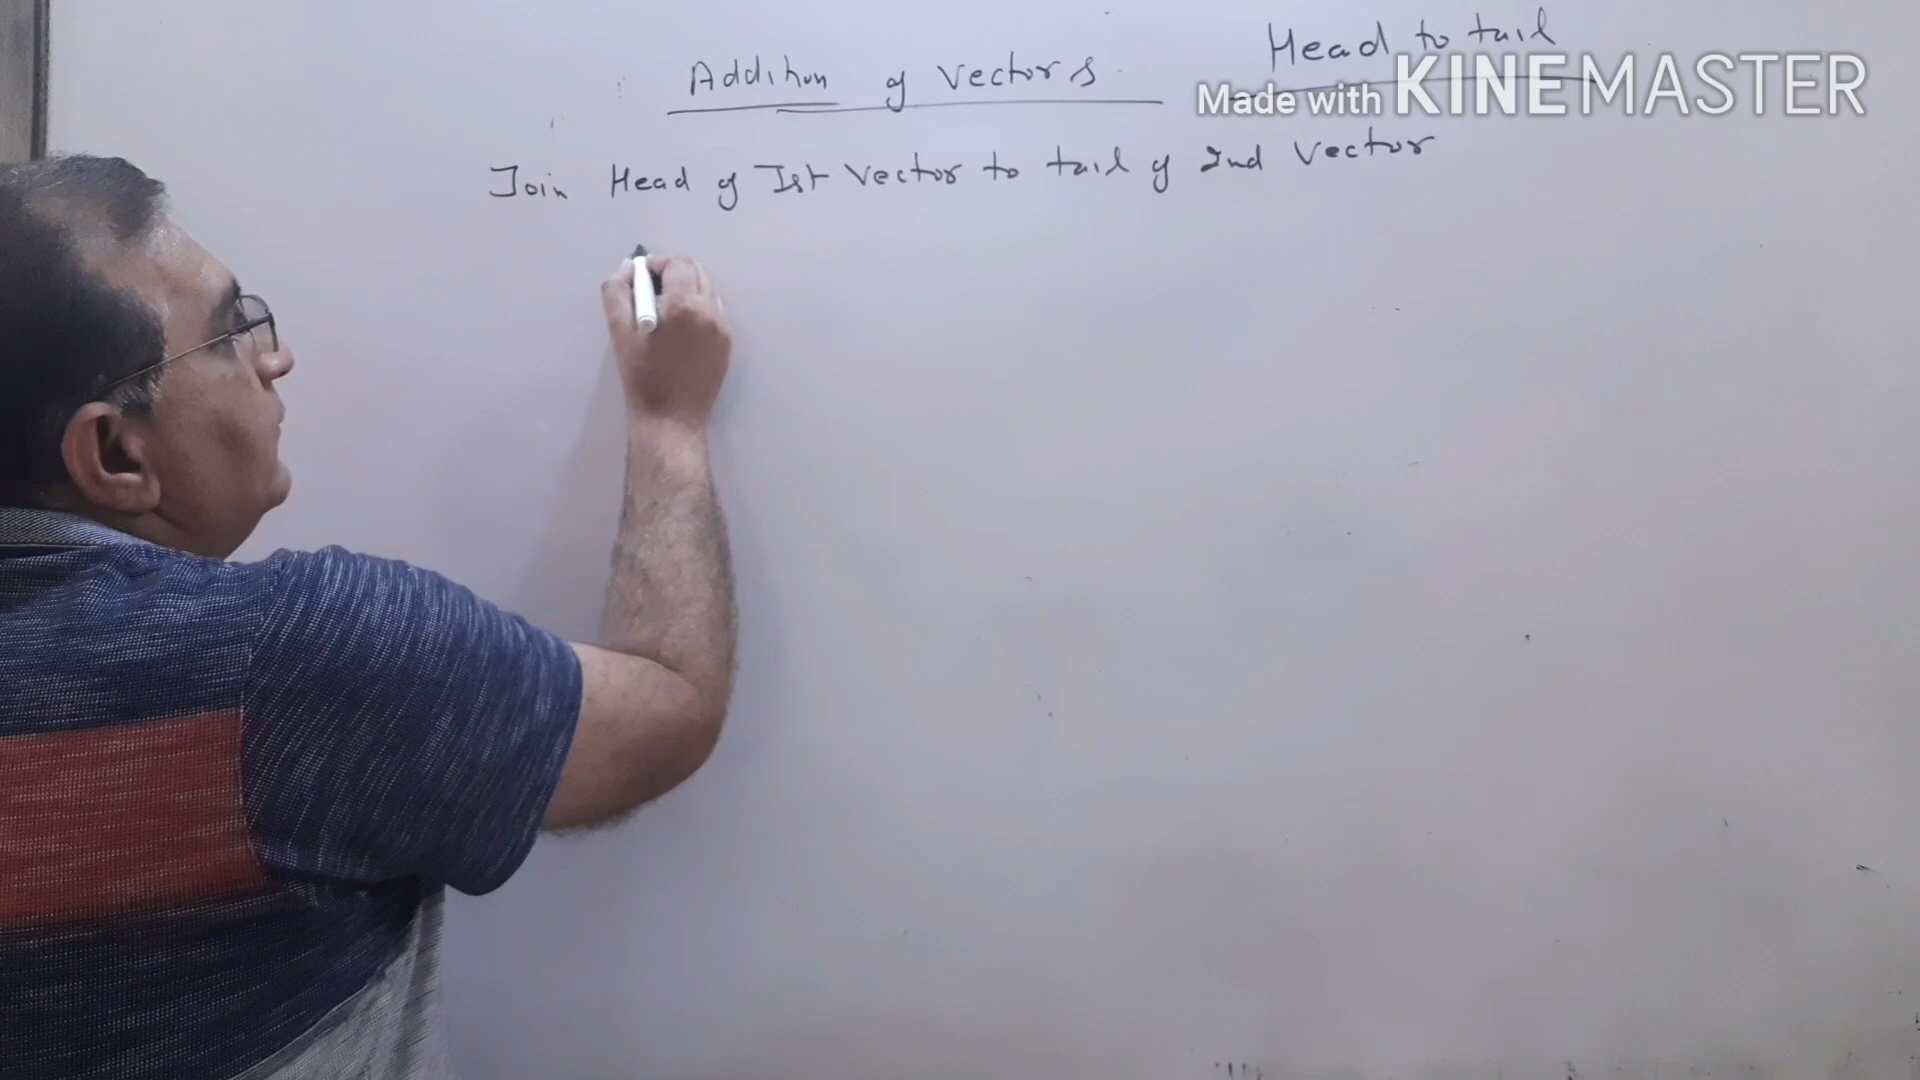 Head to tail
Addition of vectors
Made with KINEMASTER
Join Head of Ist Vector to tail of 2nd Vector